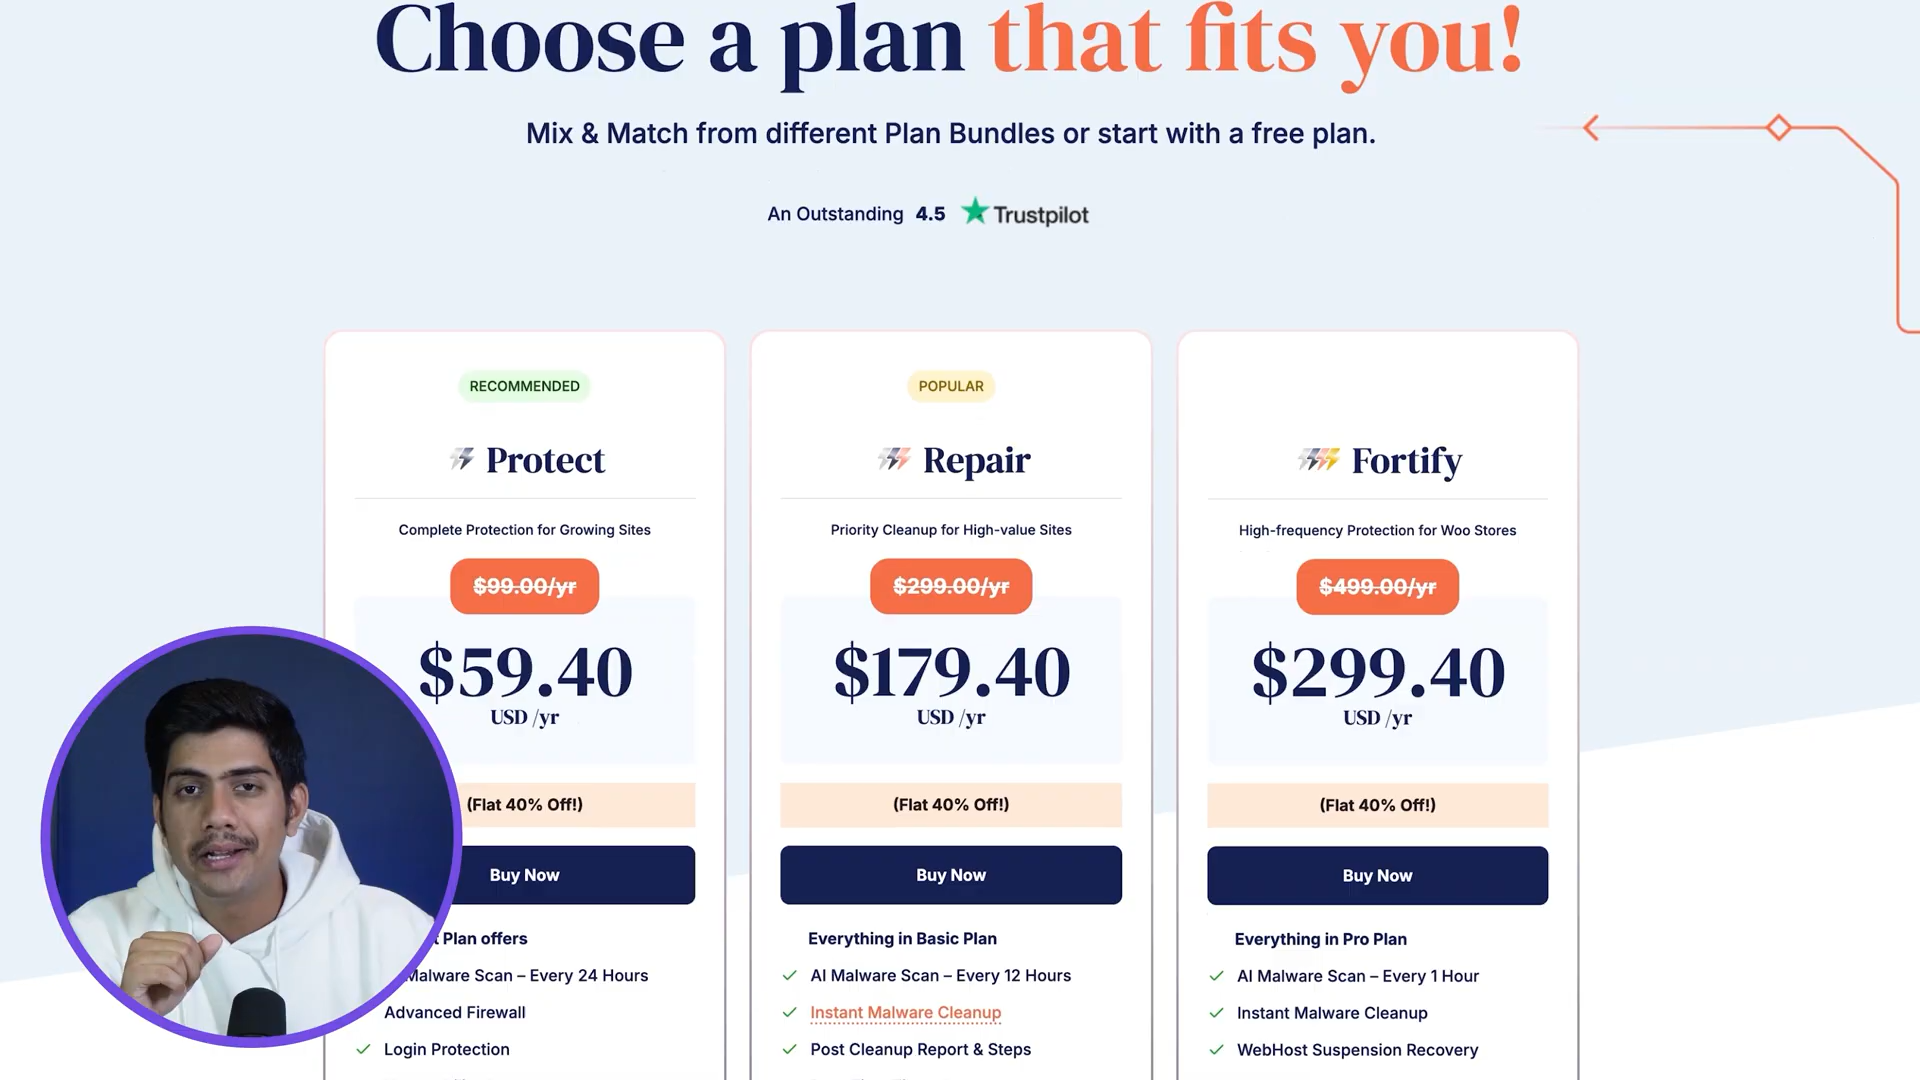 Choose a plan that fits you!
Mix & Match from different Plan Bundles or start with a free plan.
An Outstanding 4.5 Trustpilot
RECOMMENDED
Protect
Complete Protection for Growing Sites
$99.00/yr
$59.40
USD /yr
(Flat 40% Off!)
Buy Now
Plan offers
Malware Scan – Every 24 Hours
Advanced Firewall
Login Protection
POPULAR
Repair
Priority Cleanup for High-value Sites
$299.00/yr
$179.40
USD /yr
(Flat 40% Off!)
Buy Now
Everything in Basic Plan
AI Malware Scan – Every 12 Hours
Instant Malware Cleanup
Post Cleanup Report & Steps
Fortify
High-frequency Protection for Woo Stores
$499.00/yr
$299.40
USD /yr
(Flat 40% Off!)
Buy Now
Everything in Pro Plan
AI Malware Scan – Every 1 Hour
Instant Malware Cleanup
WebHost Suspension Recovery